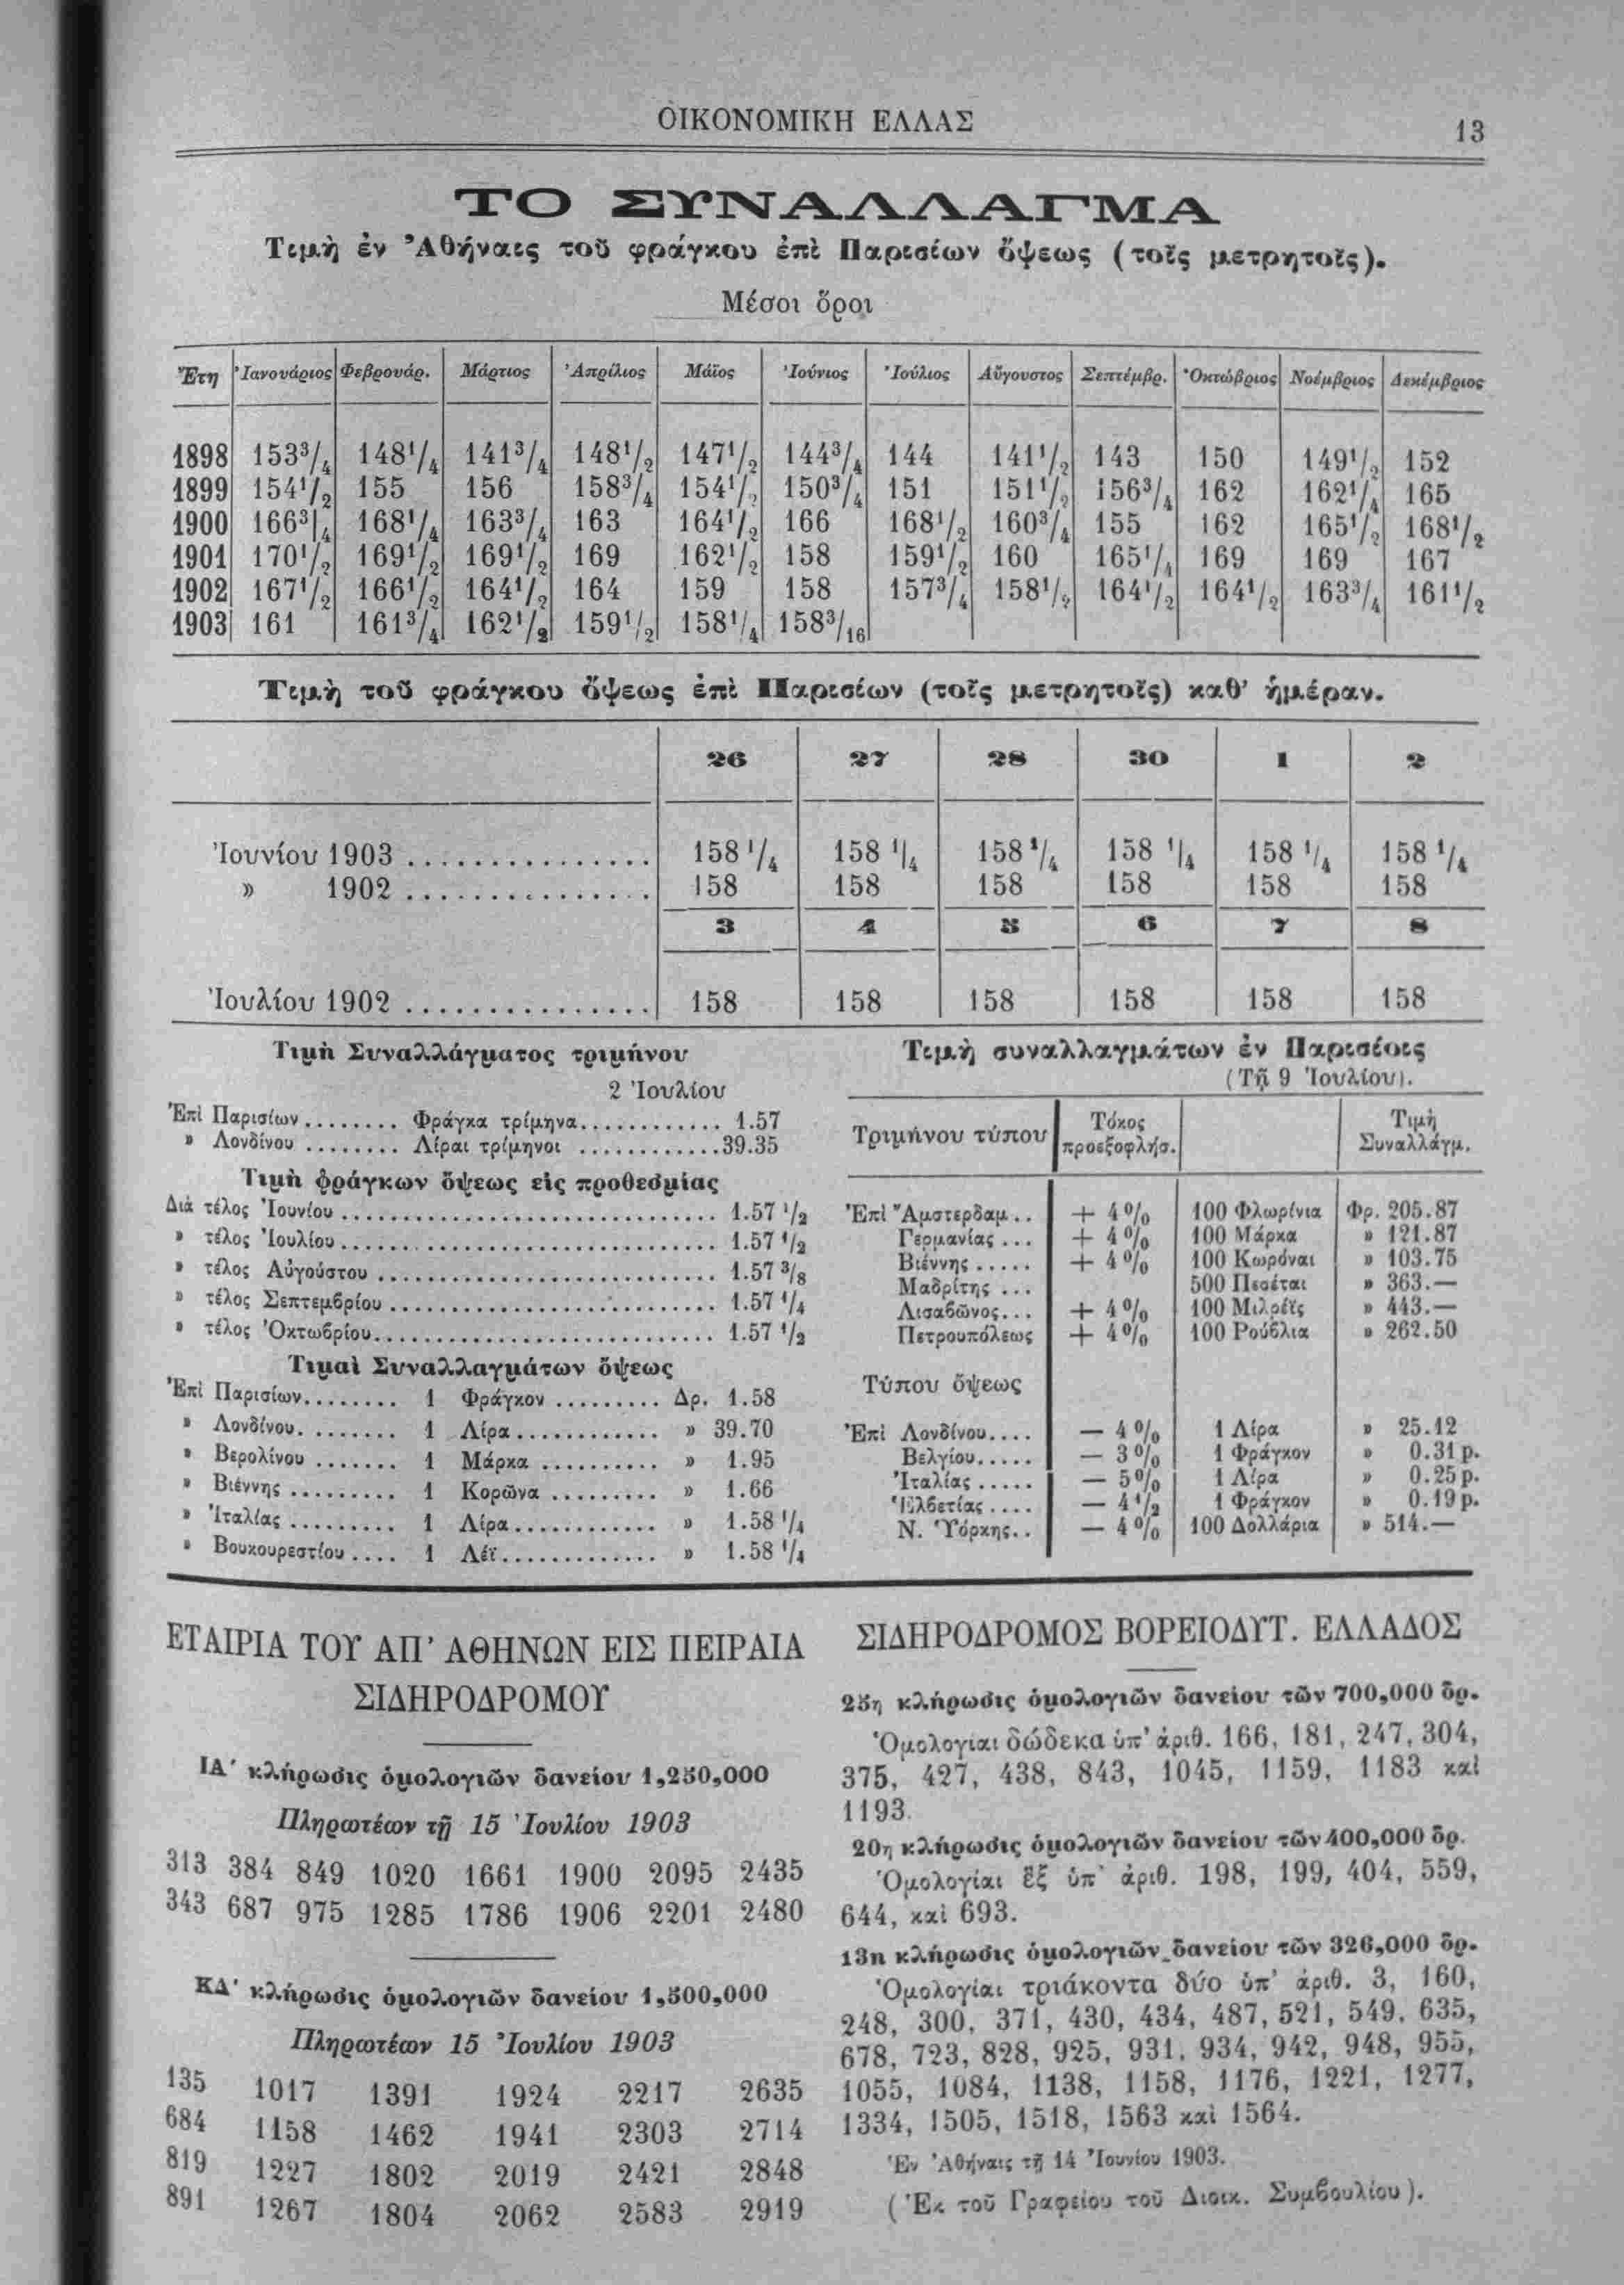 ΟΙΚΟΝΟΜΙΚΗ ΕΛΛΑΣ
13
ΤΟ ΣΥΝΑΛΛΑΓΜΑ
Τιμὴ ἐν Ἀθήναις τοῦ φράγκου ἐπὶ Παρισίων ὄψεως (τοῖς μετρητοῖς).
Μέσοι ὅροι
Ἔτη Ἰανουάριος Φεβρουάρ. Μάρτιος Ἀπρίλιος Μάϊος Ἰούνιος Ἰούλιος Αὔγουστος Σεπτέμβρ. Ὀκτώβριος Νοέμβριος Δεκέμβριος
1898 153³/₄ 148¹/₄ 141³/₄ 148¹/₂ 147¹/₂ 144³/₄ 144 141¹/₂ 143 150 149¹/₂ 152
1899 154¹/₂ 155 156 158³/₄ 154¹/₂ 150³/₄ 151 151¹/₂ 156³/₄ 162 162¹/₄ 165
1900 166³|₄ 168¹/₄ 163³/₄ 163 164¹/₂ 166 168¹/₂ 160³/₄ 155 162 165¹/₂ 168¹/₂
1901 170¹/₂ 169¹/₂ 169¹/₂ 169 162¹/₂ 158 159¹/₂ 160 165¹/₄ 169 169 167
1902 167¹/₂ 166¹/₂ 164¹/₂ 164 159 158 157³/₄ 158¹/₂ 164¹/₂ 164¹/₂ 163³/₄ 161¹/₂
1903 161 161³/₄ 162¹/₂ 159¹/₂ 158¹/₄ 158³/₁₆
Τιμὴ τοῦ φράγκου ὄψεως ἐπὶ Παρισίων (τοῖς μετρητοῖς) καθ' ἡμέραν.
26 27 28 30 1 2
Ἰουνίου 1903 ............... 158 ¹/₄ 158 ¹|₄ 158 ¹/₄ 158 ¹|₄ 158 ¹/₄ 158 ¹/₄
» 1902 ............... 158 158 158 158 158 158
3 4 5 6 7 8
Ἰουλίου 1902 ............... 158 158 158 158 158 158
Τιμὴ Συναλλάγματος τριμήνου
2 Ἰουλίου
Ἐπὶ Παρισίων ........ Φράγκα τρίμηνα ............ 1.57
» Λονδίνου ........ Λίραι τρίμηνοι ............ 39.35
Τιμὴ φράγκων ὄψεως εἰς προθεσμίας
Διὰ τέλος Ἰουνίου ............ 1.57 ¹/₂
» τέλος Ἰουλίου ............ 1.57 ¹/₂
» τέλος Αὐγούστου ............ 1.57 ³/₈
» τέλος Σεπτεμβρίου ............ 1.57 ¹/₄
» τέλος Ὀκτωβρίου ............ 1.57 ¹/₂
Τιμαὶ Συναλλαγμάτων ὄψεως
Ἐπὶ Παρισίων ........ 1 Φράγκον ......... Δρ. 1.58
» Λονδίνου ........ 1 Λίρα ............ » 39.70
» Βερολίνου ....... 1 Μάρκα .......... » 1.95
» Βιέννης ......... 1 Κορῶνα ......... » 1.66
» Ἰταλίας ......... 1 Λίρα ............ » 1.58 ¹/₄
» Βουκουρεστίου .... 1 Λέϊ ............. » 1.58 ¹/₄
Τιμὴ συναλλαγμάτων ἐν Παρισίοις
(Τῇ 9 Ἰουλίου).
Τριμήνου τύπου Τόκος προεξοφλήσ. Τιμὴ Συναλλάγμ.
Ἐπὶ Ἄμστερδαμ .. + 4⁰/₀ 100 Φλωρίνια Φρ. 205.87
Γερμανίας ... + 4⁰/₀ 100 Μάρκα » 121.87
Βιέννης ..... + 4⁰/₀ 100 Κωρόναι » 103.75
Μαδρίτης ... 500 Πεσέται » 363.—
Λισαβῶνος ... + 4⁰/₀ 100 Μιλρέϊς » 443.—
Πετρουπόλεως + 4⁰/₀ 100 Ρούβλια » 262.50
Τύπου ὄψεως
Ἐπὶ Λονδίνου .... — 4⁰/₀ 1 Λίρα » 25.12
Βελγίου ..... — 3⁰/₀ 1 Φράγκον » 0.31 p.
Ἰταλίας ..... — 5⁰/₀ 1 Λίρα » 0.25 p.
Ἑλβετίας .... — 4¹/₂ 1 Φράγκον » 0.19 p.
Ν. Ὑόρκης .. — 4⁰/₀ 100 Δολλάρια » 514.—
ΕΤΑΙΡΙΑ ΤΟΥ ΑΠ' ΑΘΗΝΩΝ ΕΙΣ ΠΕΙΡΑΙΑ
ΣΙΔΗΡΟΔΡΟΜΟΥ
ΙΑ' κλήρωσις ὁμολογιῶν δανείου 1,250,000
Πληρωτέων τῇ 15 Ἰουλίου 1903
313 384 849 1020 1661 1900 2095 2435
343 687 975 1285 1786 1906 2201 2480
ΚΔ' κλήρωσις ὁμολογιῶν δανείου 1,500,000
Πληρωτέων 15 Ἰουλίου 1903
135 1017 1391 1924 2217 2635
684 1158 1462 1941 2303 2714
819 1227 1802 2019 2421 2848
891 1267 1804 2062 2583 2919
ΣΙΔΗΡΟΔΡΟΜΟΣ ΒΟΡΕΙΟΔΥΤ. ΕΛΛΑΔΟΣ
25η κλήρωσις ὁμολογιῶν δανείου τῶν 700,000 δρ.
Ὁμολογίαι δώδεκα ὑπ' ἀριθ. 166, 181, 247, 304,
375, 427, 438, 843, 1045, 1159, 1183 καὶ
1193.
20η κλήρωσις ὁμολογιῶν δανείου τῶν 400,000 δρ.
Ὁμολογίαι ἓξ ὑπ' ἀριθ. 198, 199, 404, 559,
644, καὶ 693.
13η κλήρωσις ὁμολογιῶν δανείου τῶν 326,000 δρ.
Ὁμολογίαι τριάκοντα δύο ὑπ' ἀριθ. 3, 160,
248, 300, 371, 430, 434, 487, 521, 549, 635,
678, 723, 828, 925, 931, 934, 942, 948, 955,
1055, 1084, 1138, 1158, 1176, 1221, 1277,
1334, 1505, 1518, 1563 καὶ 1564.
Ἐν Ἀθήναις τῇ 14 Ἰουνίου 1903.
(Ἐκ τοῦ Γραφείου τοῦ Διοικ. Συμβουλίου).